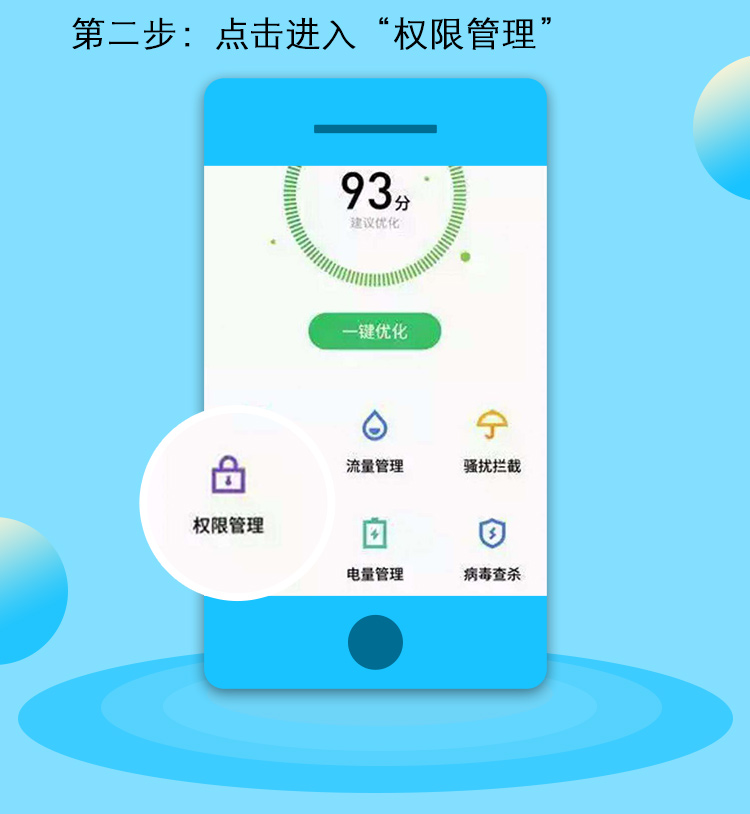 第二步：点击进入“权限管理”
93分
建议优化
一键优化
流量管理
骚扰拦截
权限管理
电量管理
病毒查杀